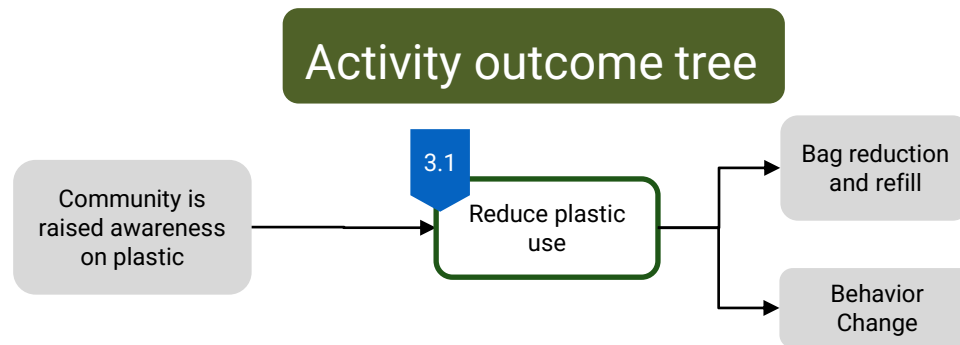 Activity outcome tree
3.1
Community is
raised awareness
on plastic
Reduce plastic
use
Bag reduction
and refill
Behavior
Change